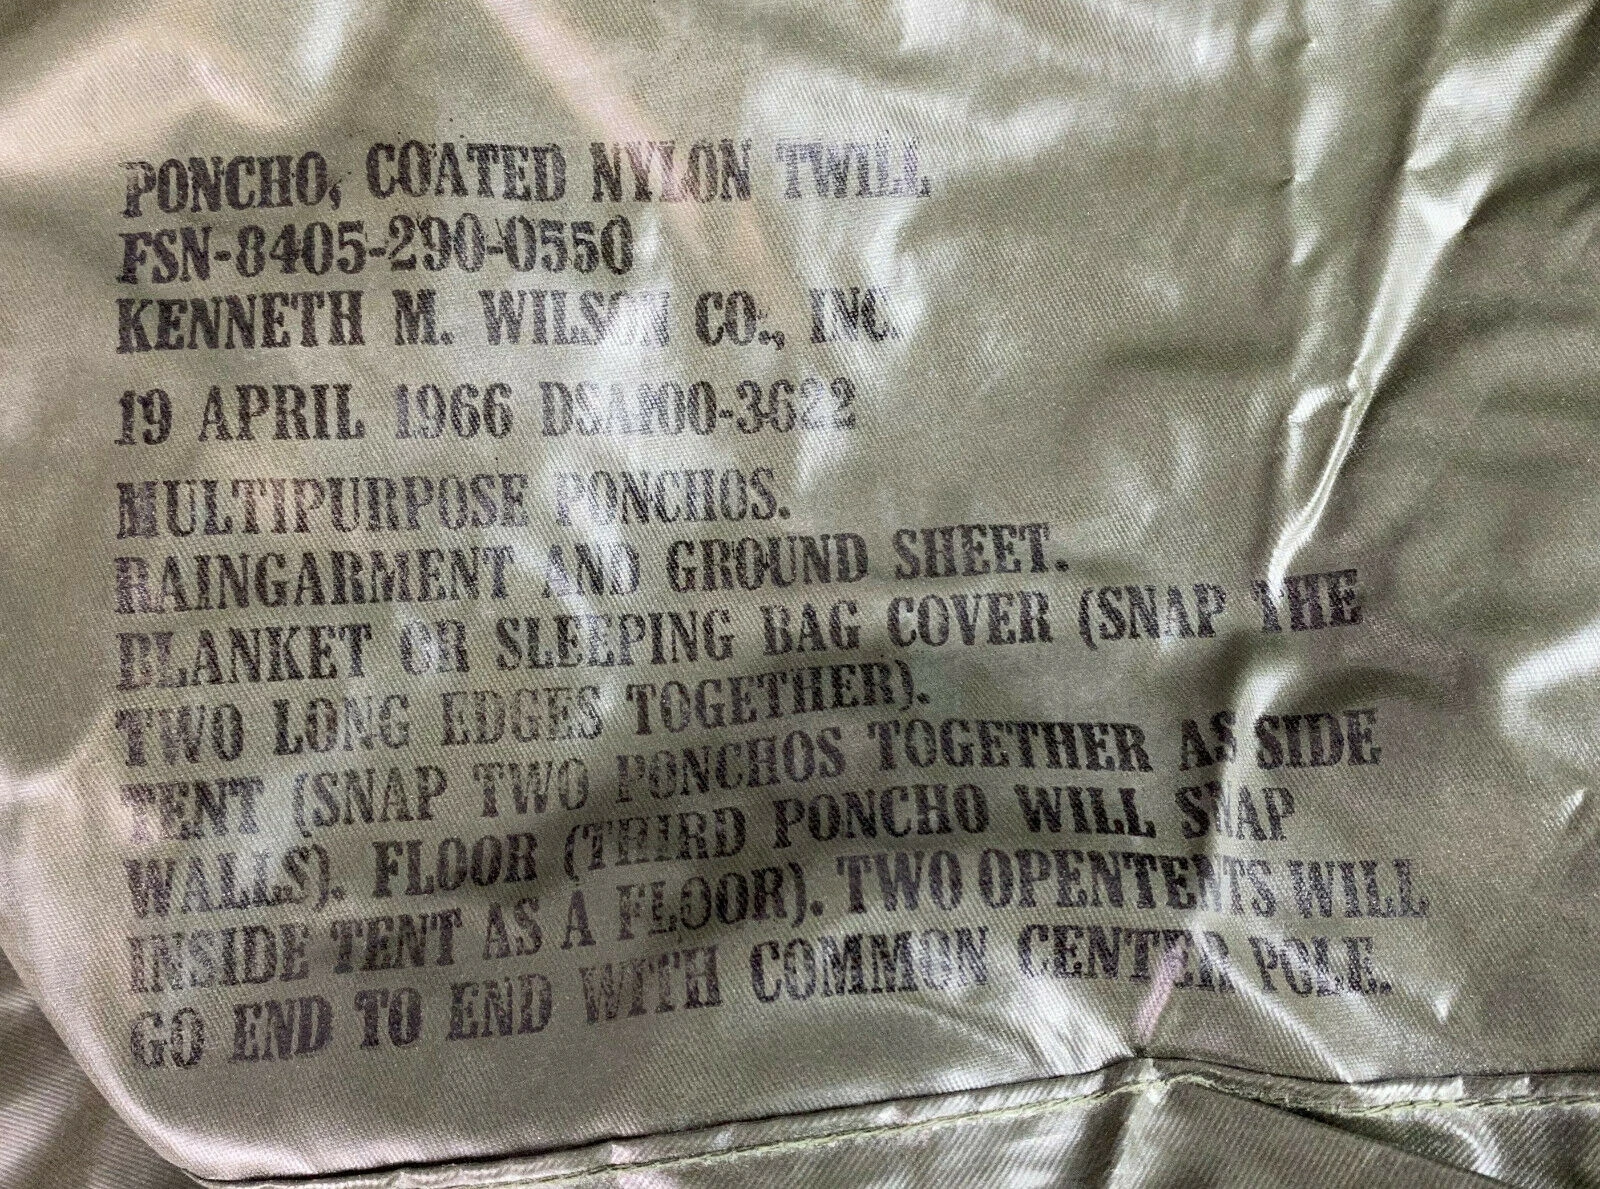 PONCHO, COATED NYLON TWILL
FSN-8405-290-0550
KENNETH M. WILSON CO., INC.
19 APRIL 1966 DSA100-3622
MULTIPURPOSE PONCHOS.
RAINGARMENT AND GROUND SHEET.
BLANKET OR SLEEPING BAG COVER (SNAP THE
TWO LONG EDGES TOGETHER).
TENT (SNAP TWO PONCHOS TOGETHER AS SIDE
WALLS). FLOOR (THIRD PONCHO WILL SNAP
INSIDE TENT AS A FLOOR). TWO OPENTENTS WILL
GO END TO END WITH COMMON CENTER POLE.